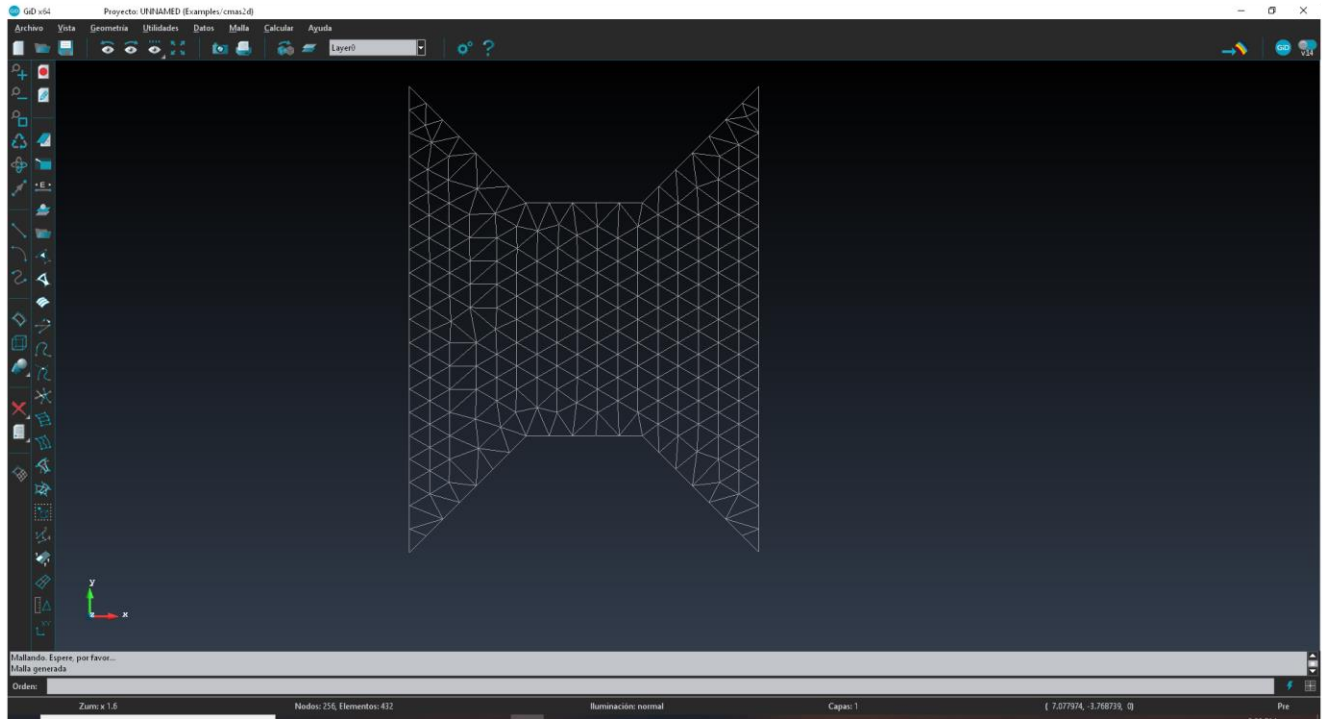 GiD x64 Proyecto: UNNAMED (Examples/cmas2d)
Archivo Vista Geometría Utilidades Datos Malla Calcular Ayuda
Layer0 GiD v14
E
y
x
Mallando. Espere, por favor...
Malla generada
Orden:
Zum: x 1.6 Nodos: 256, Elementos: 432 Iluminación: normal Capas: 1 ( 7.077974, -3.768739, 0) Pre